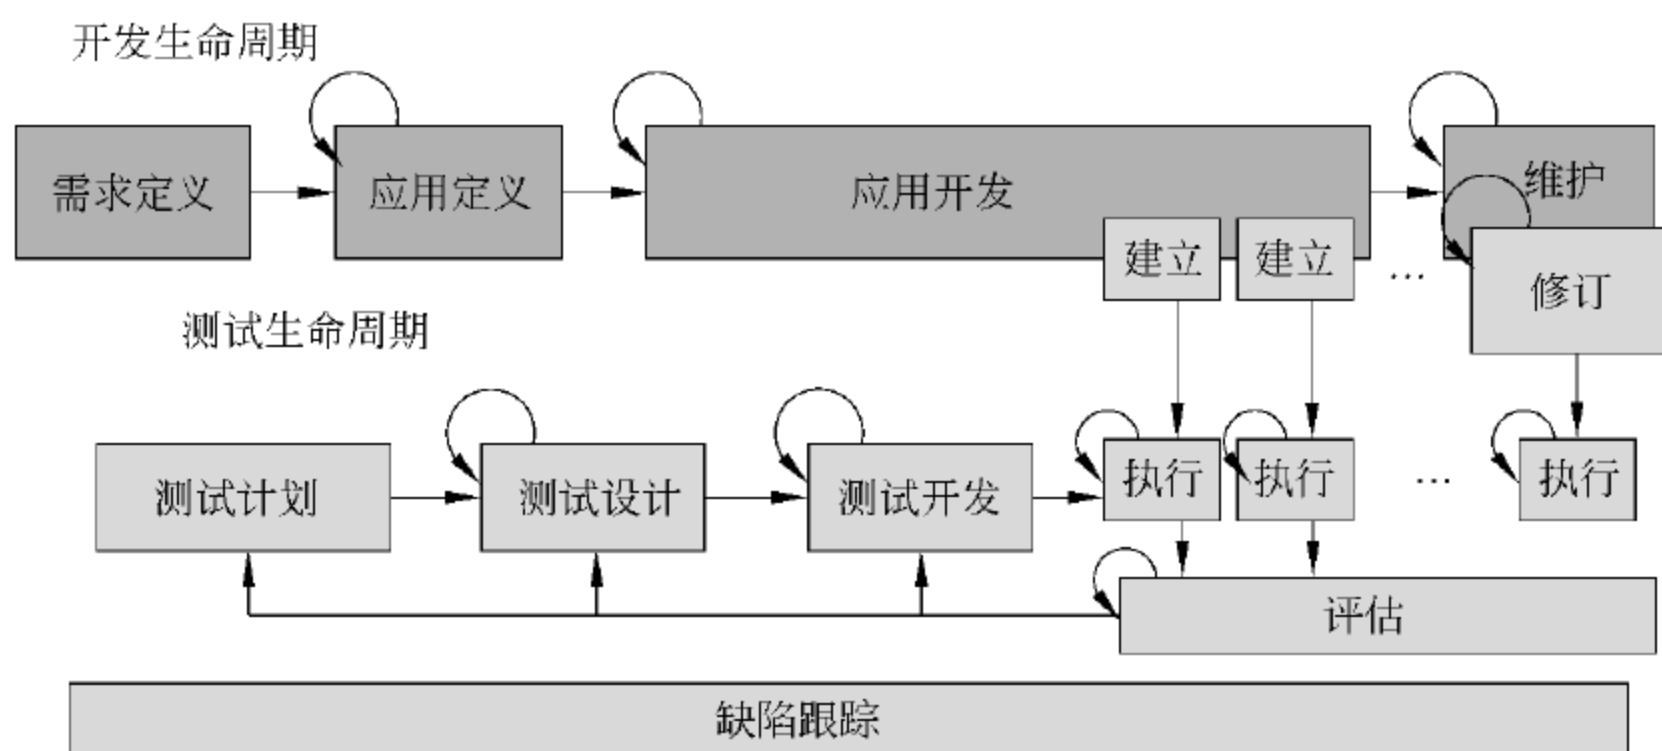 开发生命周期
需求定义
应用定义
应用开发
维护
建立
建立
...
修订
测试生命周期
测试计划
测试设计
测试开发
执行
执行
...
执行
评估
缺陷跟踪